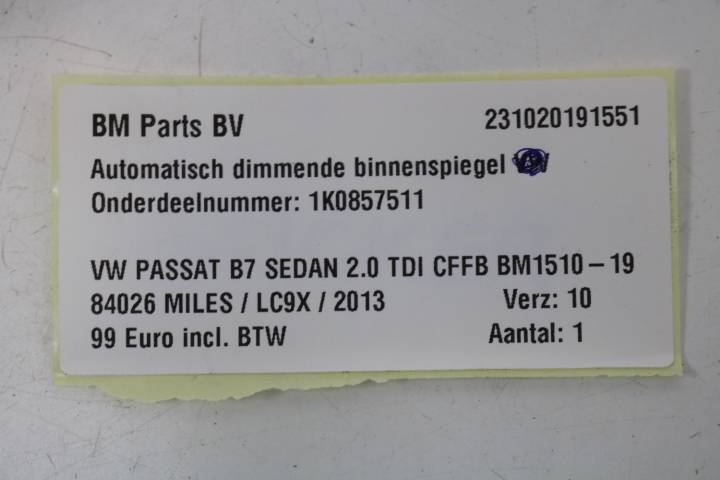 BM Parts BV 231020191551
Automatisch dimmende binnenspiegel
Onderdeelnummer: 1K0857511
VW PASSAT B7 SEDAN 2.0 TDI CFFB BM1510-19
84026 MILES / LC9X / 2013 Verz: 10
99 Euro incl. BTW Aantal: 1